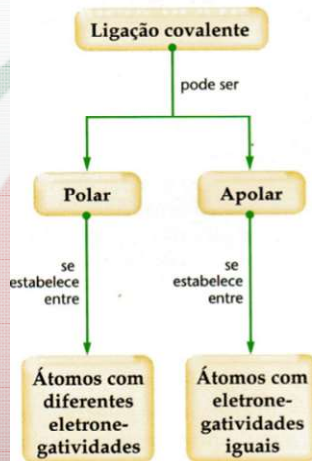 Ligação covalente
pode ser
Polar
Apolar
se
estabelece
entre
se
estabelece
entre
Átomos com
diferentes
eletrone-
gatividades
Átomos com
eletrone-
gatividades
iguais